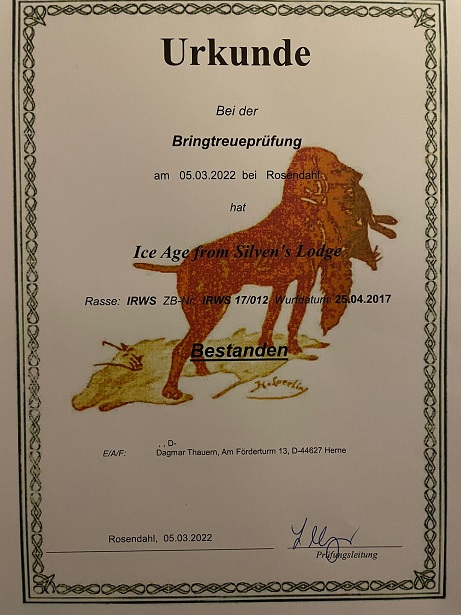 Urkunde
Bei der
Bringtreueprüfung
am 05.03.2022 bei Rosendahl
hat
Ice Age from Silven's Lodge
Rasse: IRWS ZB-Nr. IRWS 17/012 Wurfdatum: 25.04.2017
Bestanden
, , D-
E/A/F: Dagmar Thauern, Am Förderturm 13, D-44627 Herne
Rosendahl, 05.03.2022
Prüfungsleitung